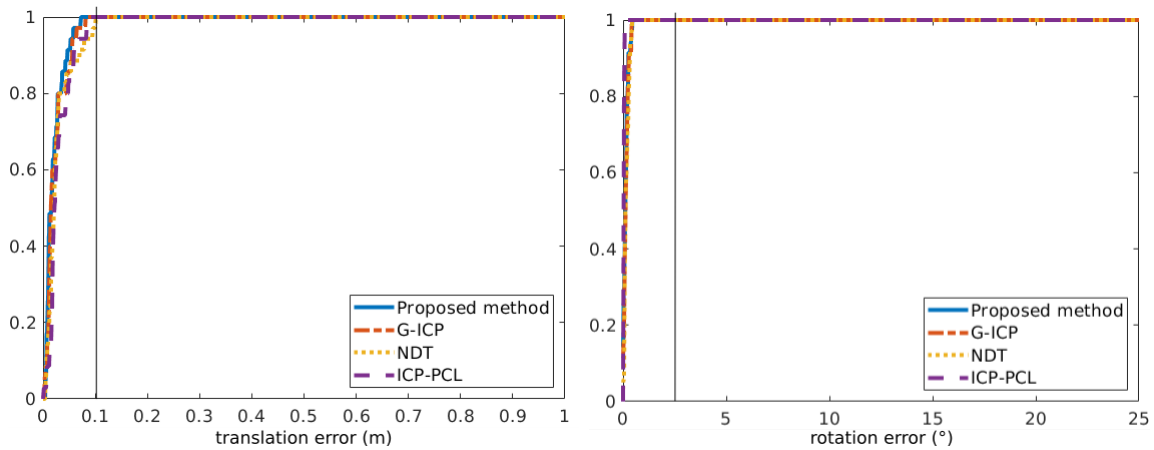 1
0.8
0.6
0.4
0.2
0
0 0.1 0.2 0.3 0.4 0.5 0.6 0.7 0.8 0.9 1
translation error (m)
Proposed method
G-ICP
NDT
ICP-PCL
1
0.8
0.6
0.4
0.2
0
0 5 10 15 20 25
rotation error (°)
Proposed method
G-ICP
NDT
ICP-PCL